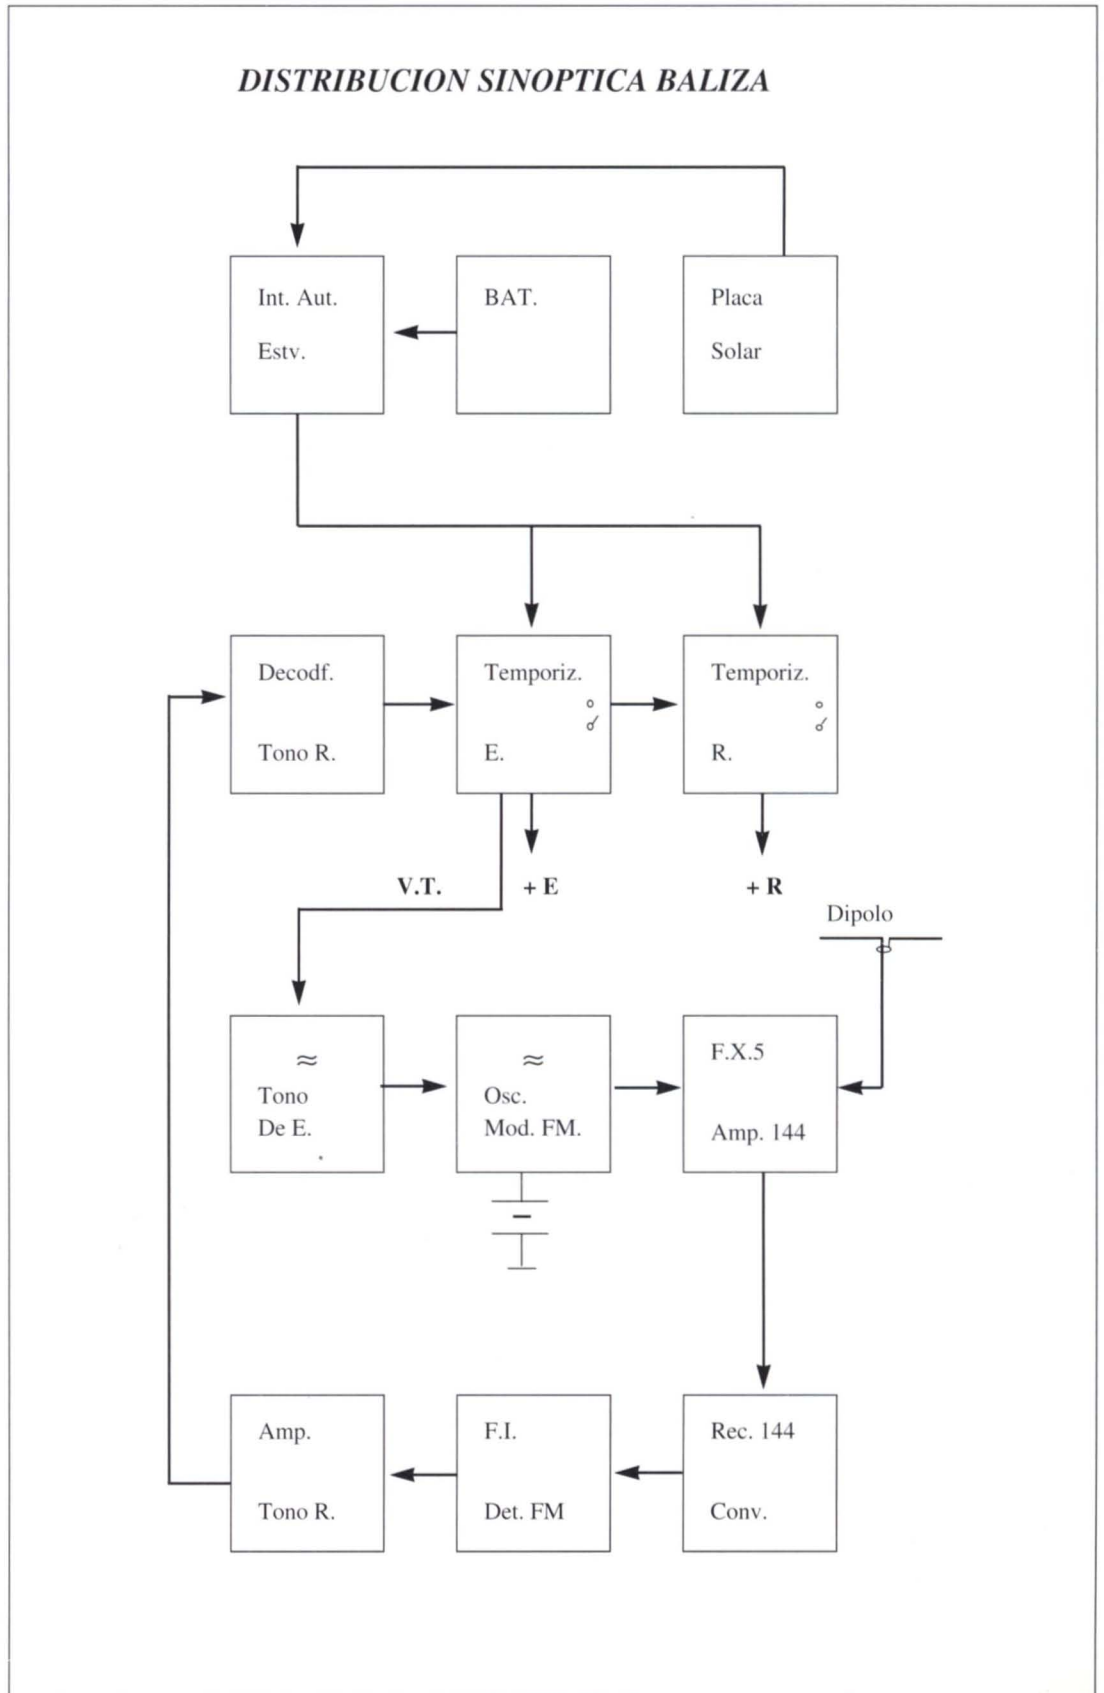 DISTRIBUCION SINOPTICA BALIZA
Int. Aut.
Estv.
BAT.
Placa
Solar
Decodf.
Tono R.
Temporiz.
E.
Temporiz.
R.
V.T.
+ E
+ R
Dipolo
≈
Tono
De E.
≈
Osc.
Mod. FM.
F.X.5
Amp. 144
Amp.
Tono R.
F.I.
Det. FM
Rec. 144
Conv.